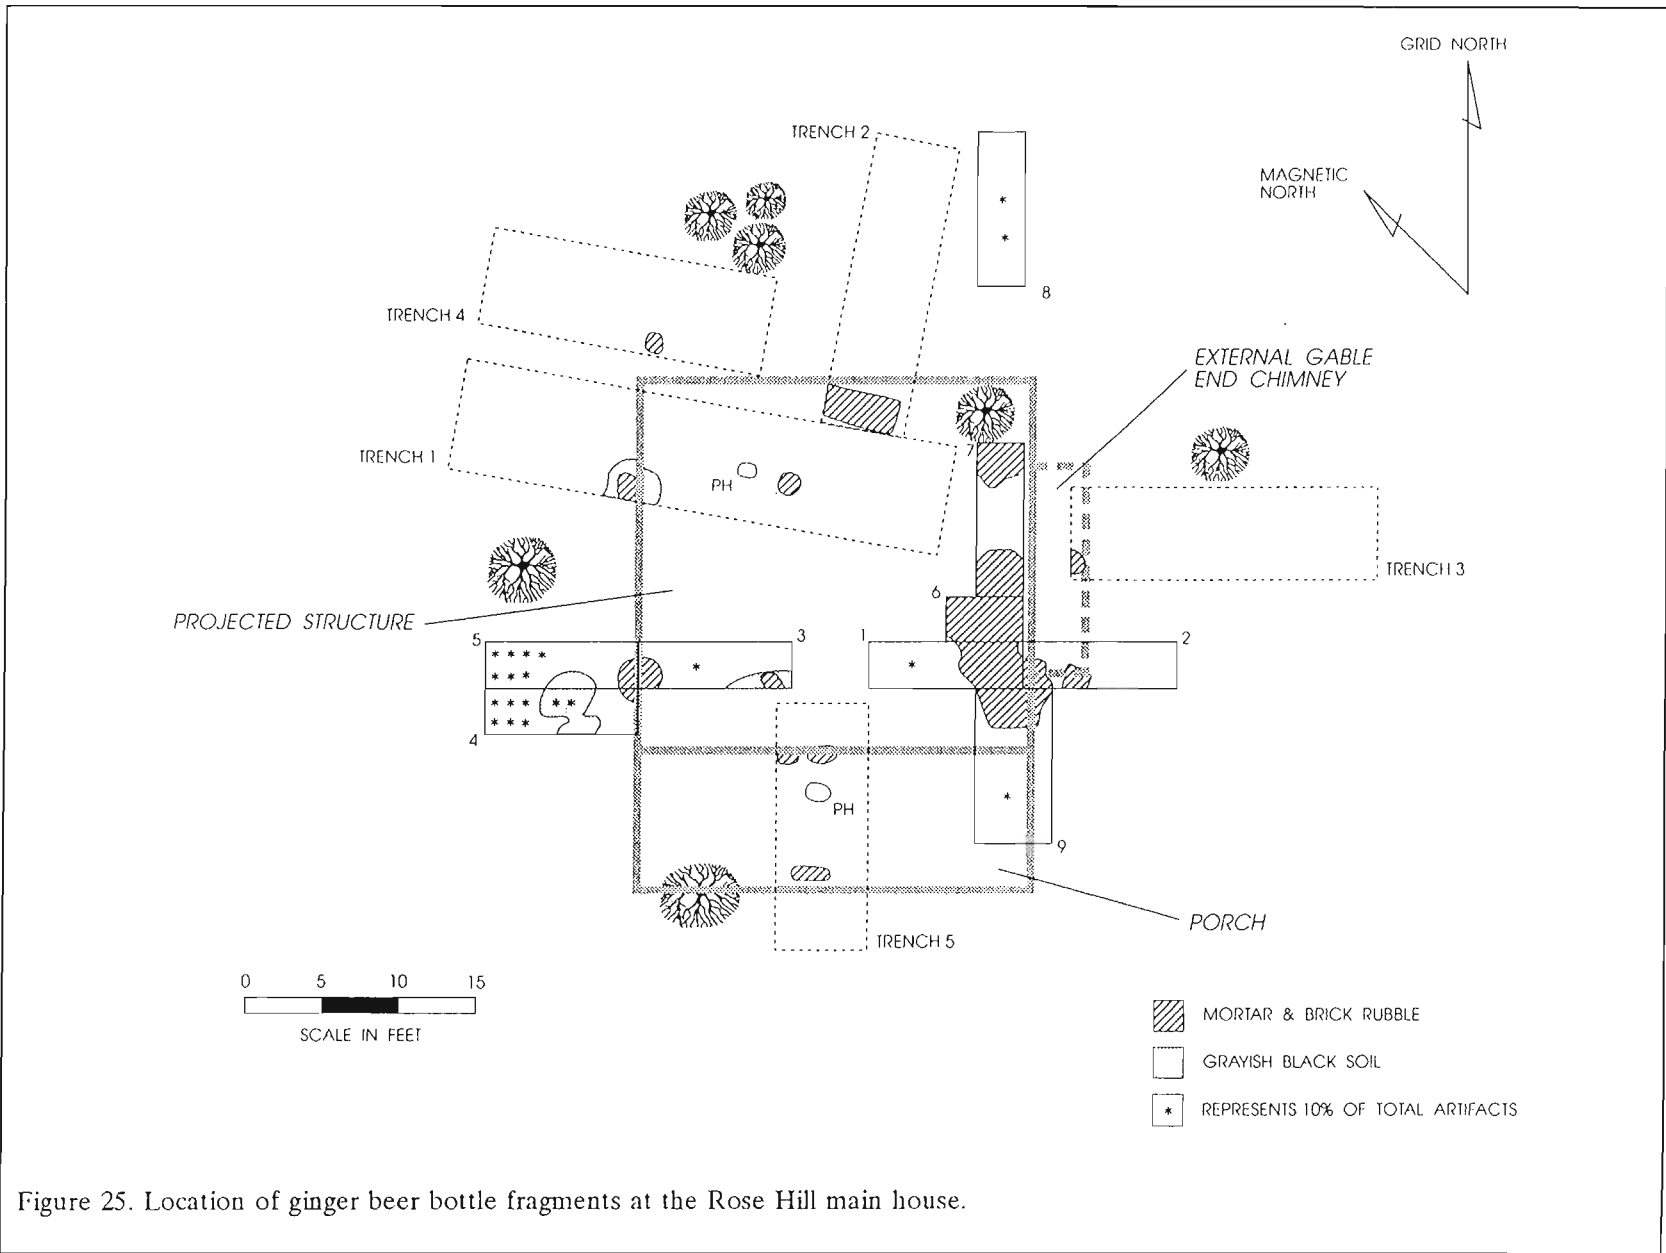 GRID NORTH
TRENCH 2
MAGNETIC
NORTH
8
TRENCH 4
EXTERNAL GABLE
END CHIMNEY
TRENCH 1
7
PH
TRENCH 3
6
PROJECTED STRUCTURE
5
3
1
2
4
PH
9
PORCH
TRENCH 5
0 5 10 15
SCALE IN FEET
MORTAR & BRICK RUBBLE
GRAYISH BLACK SOIL
* REPRESENTS 10% OF TOTAL ARTIFACTS
Figure 25. Location of ginger beer bottle fragments at the Rose Hill main house.